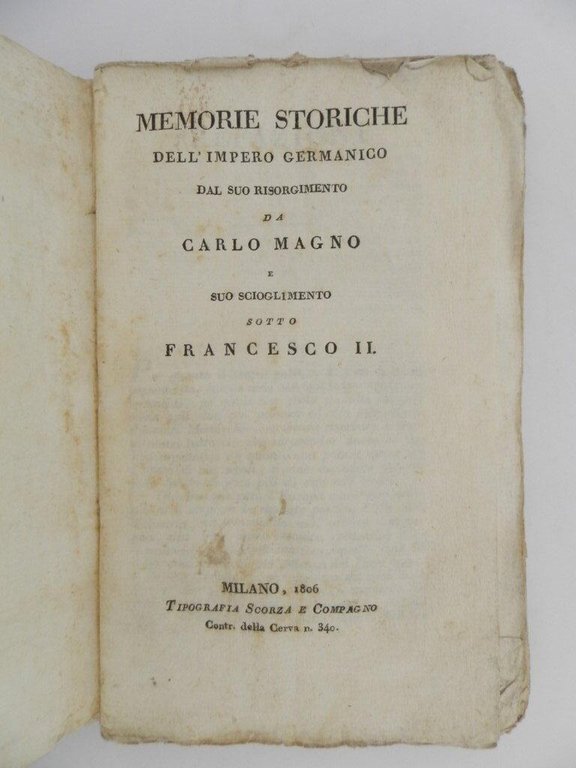 MEMORIE STORICHE
DELL' IMPERO GERMANICO
DAL SUO RISORGIMENTO
DA
CARLO MAGNO
E
SUO SCIOGLIMENTO
SOTTO
FRANCESCO II.
MILANO, 1806
TIPOGRAFIA SCORZA E COMPAGNO
Contr. della Cerva n. 340.